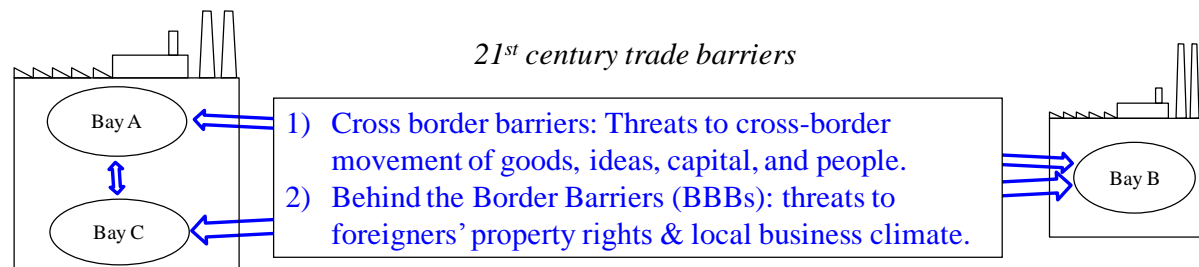 21st century trade barriers
Bay A
1) Cross border barriers: Threats to cross-border
movement of goods, ideas, capital, and people.
2) Behind the Border Barriers (BBBs): threats to
foreigners' property rights & local business climate.
Bay B
Bay C